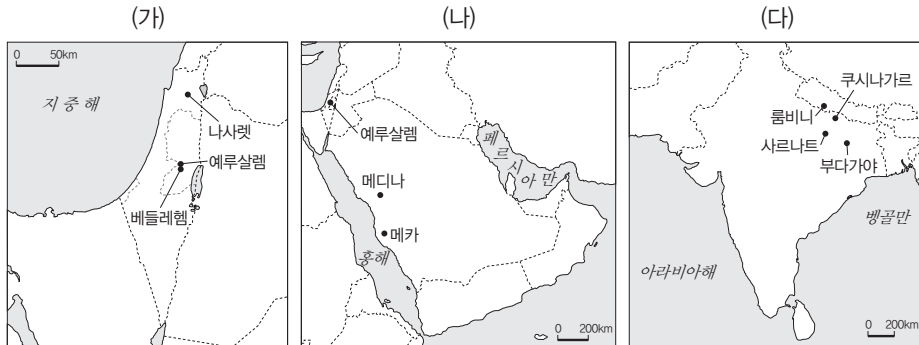 (가)
0 50km
지중해
나사렛
예루살렘
베들레헴
(나)
예루살렘
페르시아만
메디나
메카
홍해
0 200km
(다)
쿠시나가르
룸비니
사르나트
부다가야
벵골만
아라비아해
0 200km